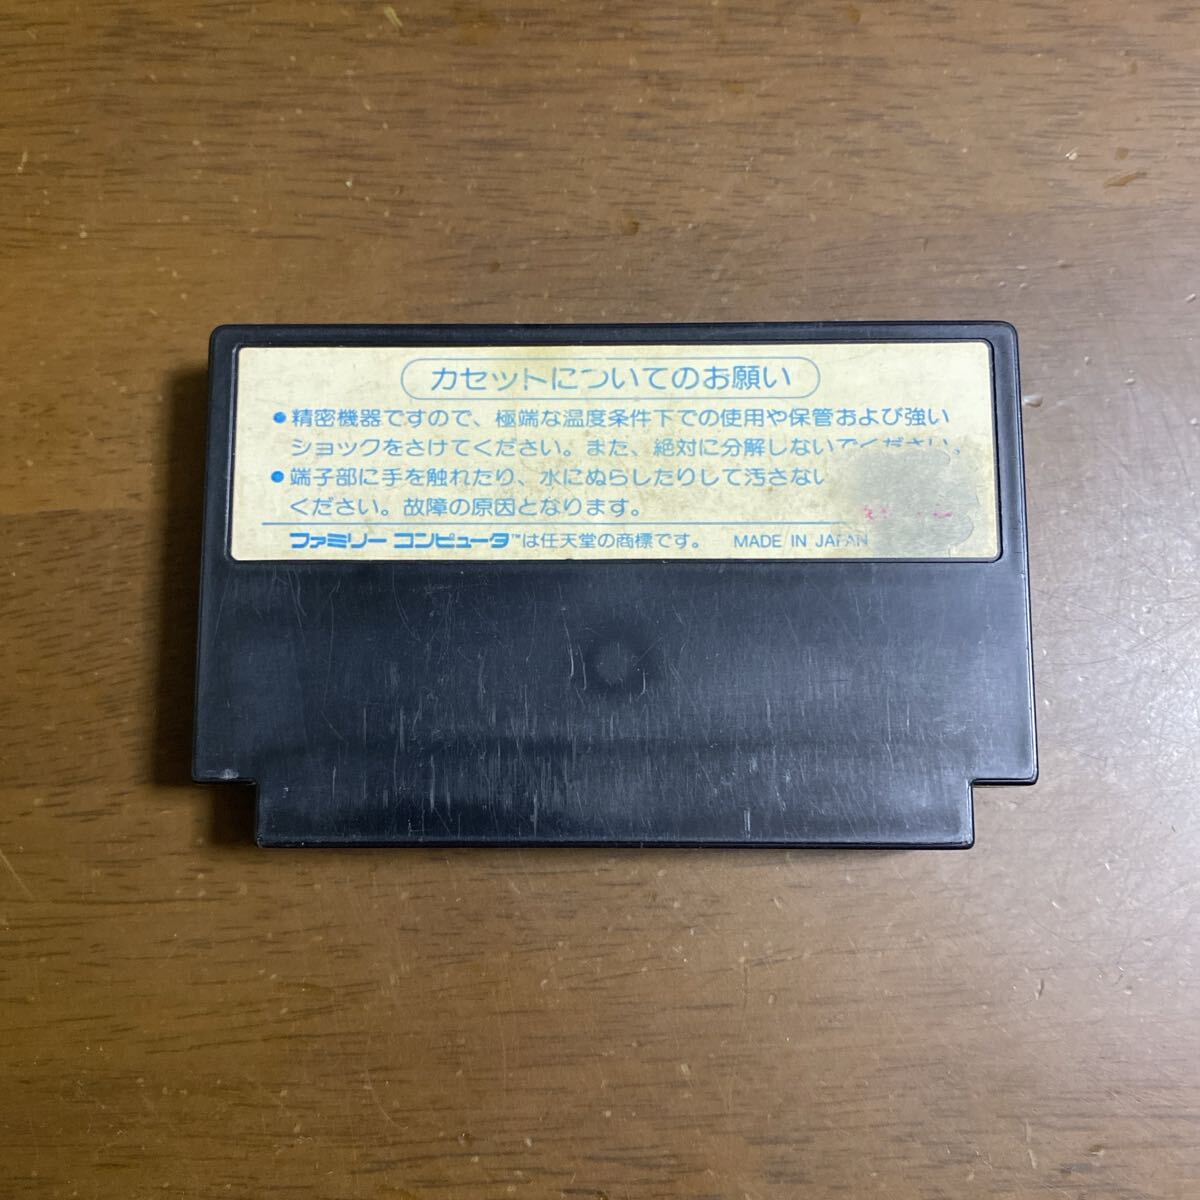 カセットについてのお願い
●精密機器ですので、極端な温度条件下での使用や保管および強い
ショックをさけてください。また、絶対に分解しないでください。
●端子部に手を触れたり、水にぬらしたりして汚さない
ください。故障の原因となります。
ファミリー コンピュータ™は任天堂の商標です。 MADE IN JAPAN